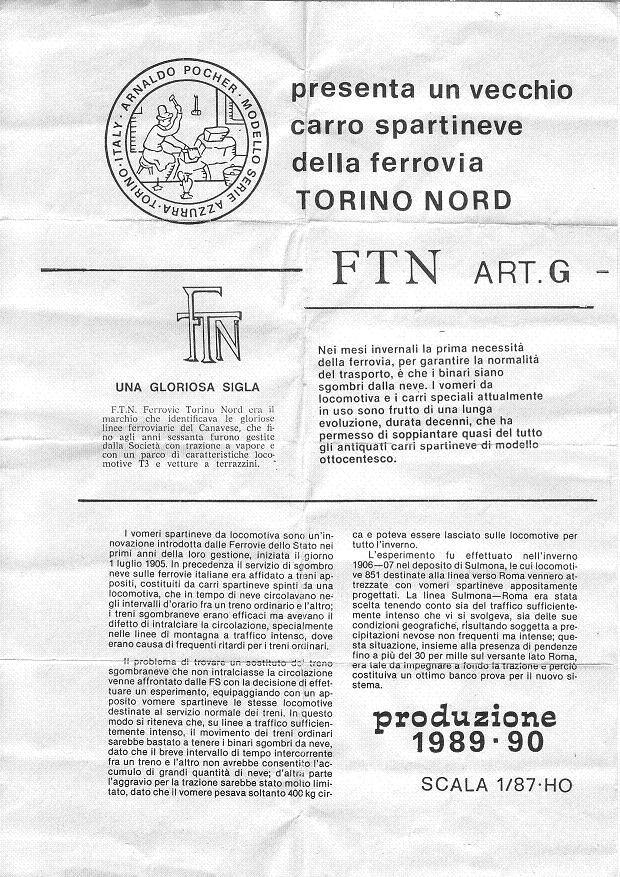 ARNALDO POCHER · MODELLO SERIE AZZURRA · TORINO · ITALY ·
presenta un vecchio
carro spartineve
della ferrovia
TORINO NORD
FTN ART.G -
FTN
UNA GLORIOSA SIGLA
F.T.N. Ferrovie Torino Nord era il
marchio che identificava le gloriose
linee ferroviarie del Canavese, che fi-
no agli anni sessanta furono gestite
dalla Società con trazione a vapore e
con un parco di caratteristiche loco-
motive T3 e vetture a terrazzini.
Nei mesi invernali la prima necessità
della ferrovia, per garantire la normalità
del trasporto, è che i binari siano
sgombri dalla neve. I vomeri da
locomotiva e i carri speciali attualmente
in uso sono frutto di una lunga
evoluzione, durata decenni, che ha
permesso di soppiantare quasi del tutto
gli antiquati carri spartineve di modello
ottocentesco.
I vomeri spartineve da locomotiva sono un'in-
novazione introdotta dalle Ferrovie dello Stato nei
primi anni della loro gestione, iniziata il giorno
1 luglio 1905. In precedenza il servizio di sgombro
neve sulle ferrovie italiane era affidato a treni ap-
positi, costituiti da carri spartineve spinti da una
locomotiva, che in tempo di neve circolavano ne-
gli intervalli d'orario fra un treno ordinario e l'altro;
i treni sgombraneve erano efficaci ma avevano il
difetto di intralciare la circolazione, specialmente
nelle linee di montagna a traffico intenso, dove
erano causa di frequenti ritardi per i treni ordinari.
Il problema di trovare un sostituto del treno
sgombraneve che non intralciasse la circolazione
venne affrontato dalle FS con la decisione di effet-
tuare un esperimento, equipaggiando con un ap-
posito vomere spartineve le stesse locomotive
destinate al servizio normale dei treni. In questo
modo si riteneva che, su linee a traffico sufficien-
temente intenso, il movimento dei treni ordinari
sarebbe bastato a tenere i binari sgombri da neve,
dato che il breve intervallo di tempo intercorrente
fra un treno e l'altro non avrebbe consentito l'ac-
cumulo di grandi quantità di neve; d'altra parte
l'aggravio per la trazione sarebbe stato molto limi-
tato, dato che il vomere pesava soltanto 400 kg cir-
ca e poteva essere lasciato sulle locomotive per
tutto l'inverno.
L'esperimento fu effettuato nell'inverno
1906—07 nel deposito di Sulmona, le cui locomoti-
ve 851 destinate alla linea verso Roma vennero at-
trezzate con vomeri spartineve appositamente
progettati. La linea Sulmona—Roma era stata
scelta tenendo conto sia del traffico sufficiente-
mente intenso che vi si svolgeva, sia delle sue
condizioni geografiche, risultando soggetta a pre-
cipitazioni nevose non frequenti ma intense; que-
sta situazione, insieme alla presenza di pendenze
fino a più del 30 per mille sul versante lato Roma,
era tale da impegnare a fondo la trazione e perciò
costituiva un ottimo banco prova per il nuovo si-
stema.
produzione
1989·90
SCALA 1/87·HO